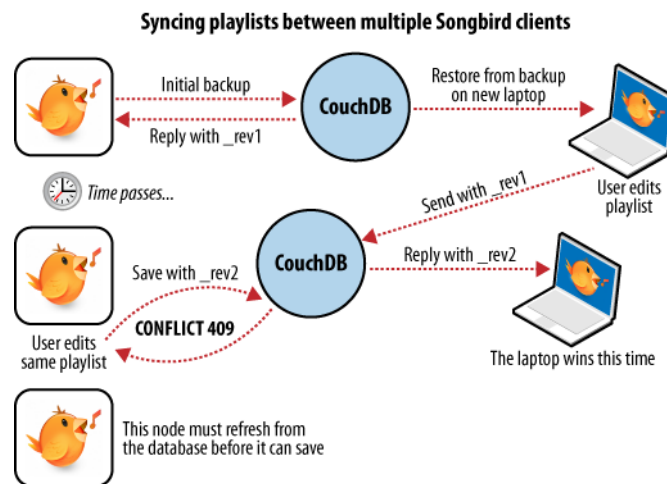 Syncing playlists between multiple Songbird clients
Initial backup
CouchDB
Restore from backup
on new laptop
Reply with _rev1
User edits
playlist
Time passes...
Send with _rev1
CouchDB
Save with _rev2
Reply with _rev2
CONFLICT 409
User edits
same playlist
The laptop wins this time
This node must refresh from
the database before it can save